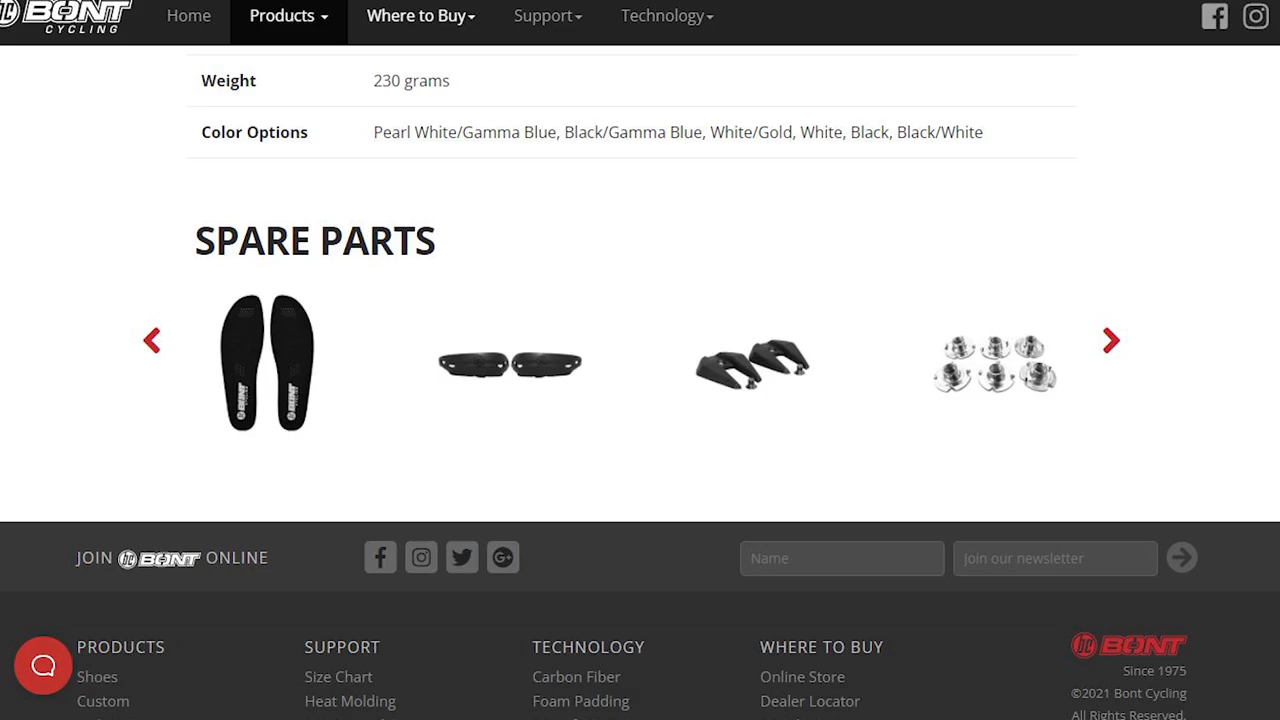 BONT
CYCLING
Home
Products
Where to Buy
Support
Technology
Weight 230 grams
Color Options Pearl White/Gamma Blue, Black/Gamma Blue, White/Gold, White, Black, Black/White
SPARE PARTS
BONT BONT
JOIN BONT ONLINE
Name
Join our newsletter
PRODUCTS SUPPORT TECHNOLOGY WHERE TO BUY BONT
Since 1975
Shoes Size Chart Carbon Fiber Online Store
©2021 Bont Cycling
Custom Heat Molding Foam Padding Dealer Locator
All Rights Reserved.